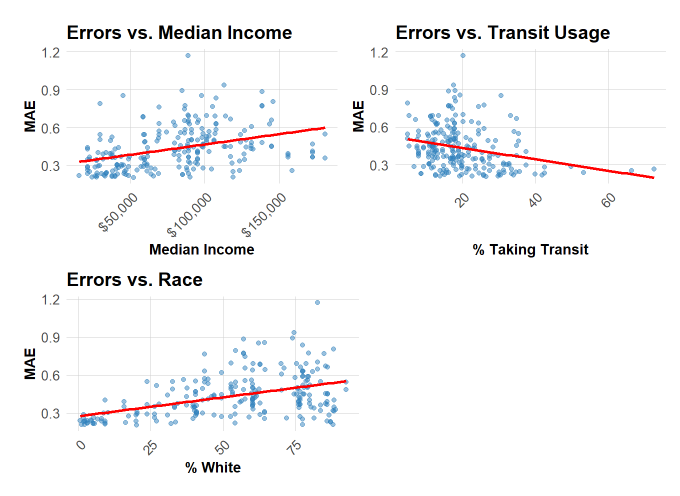 Errors vs. Median Income
1.2
0.9
0.6
0.3
MAE
$50,000
$100,000
$150,000
Median Income
Errors vs. Transit Usage
1.2
0.9
0.6
0.3
MAE
20
40
60
% Taking Transit
Errors vs. Race
1.2
0.9
0.6
0.3
MAE
0
25
50
75
% White